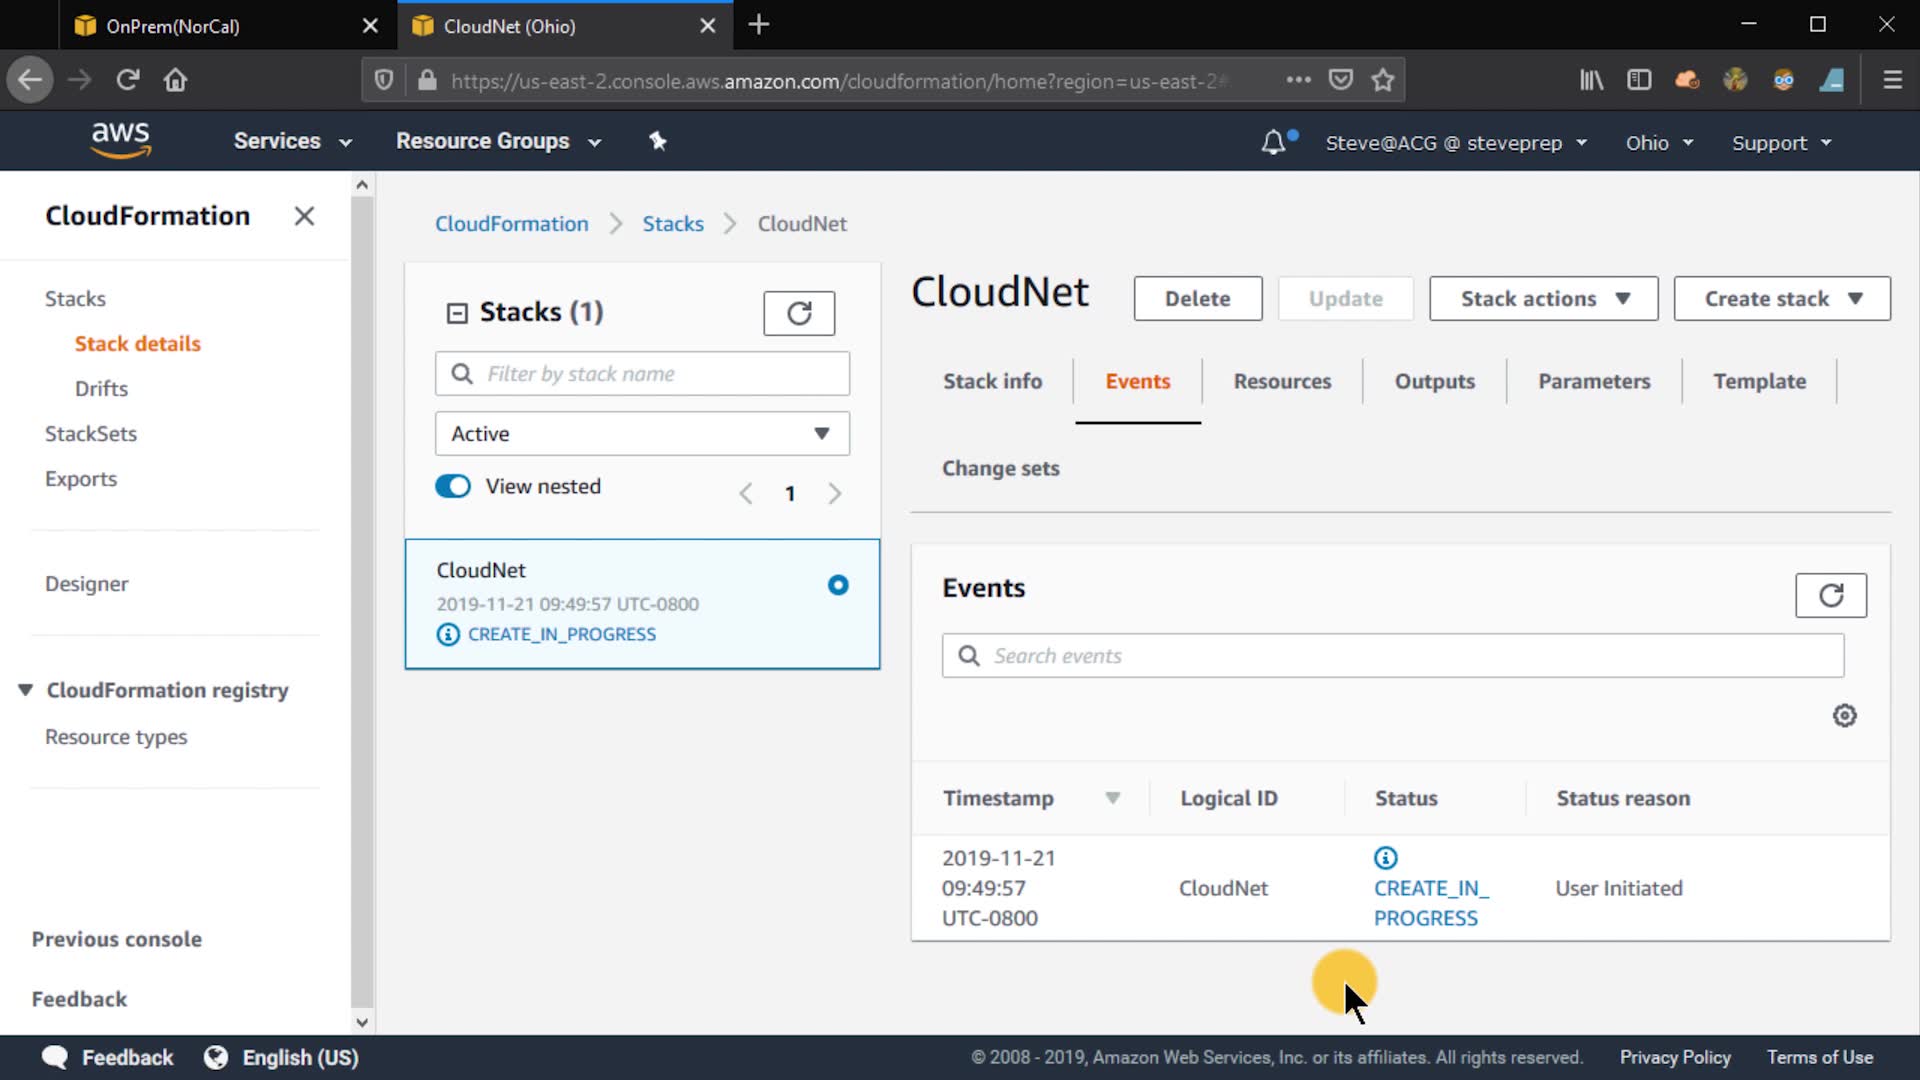 OnPrem(NorCal)
CloudNet (Ohio)
https://us-east-2.console.aws.amazon.com/cloudformation/home?region=us-east-2#
aws
Services
Resource Groups
Steve@ACG @ steveprep
Ohio
Support
CloudFormation
Stacks
Stack details
Drifts
StackSets
Exports
Designer
CloudFormation registry
Resource types
Previous console
Feedback
CloudFormation
Stacks
CloudNet
Stacks (1)
Filter by stack name
Active
View nested
1
CloudNet
2019-11-21 09:49:57 UTC-0800
CREATE_IN_PROGRESS
CloudNet
Delete
Update
Stack actions
Create stack
Stack info
Events
Resources
Outputs
Parameters
Template
Change sets
Events
Search events
Timestamp
Logical ID
Status
Status reason
2019-11-21
09:49:57
UTC-0800
CloudNet
CREATE_IN_
PROGRESS
User Initiated
Feedback
English (US)
© 2008 - 2019, Amazon Web Services, Inc. or its affiliates. All rights reserved.
Privacy Policy
Terms of Use